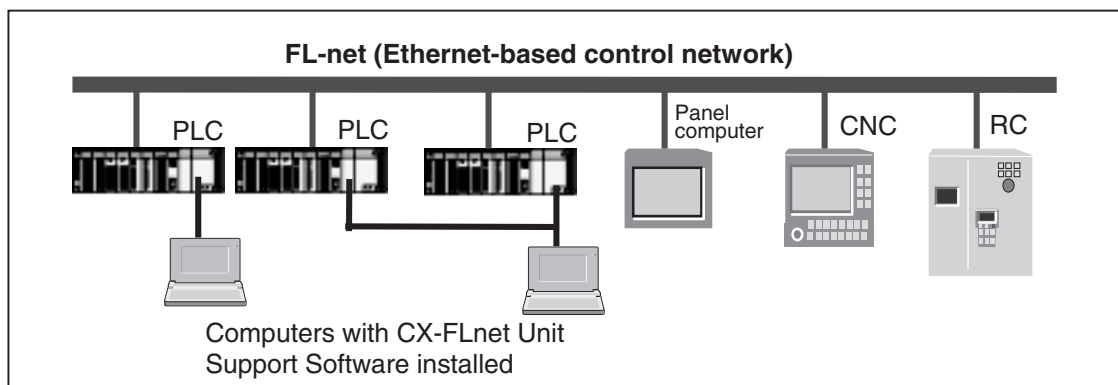 FL-net (Ethernet-based control network)
PLC
PLC
PLC
Panel
computer
CNC
RC
Computers with CX-FLnet Unit
Support Software installed